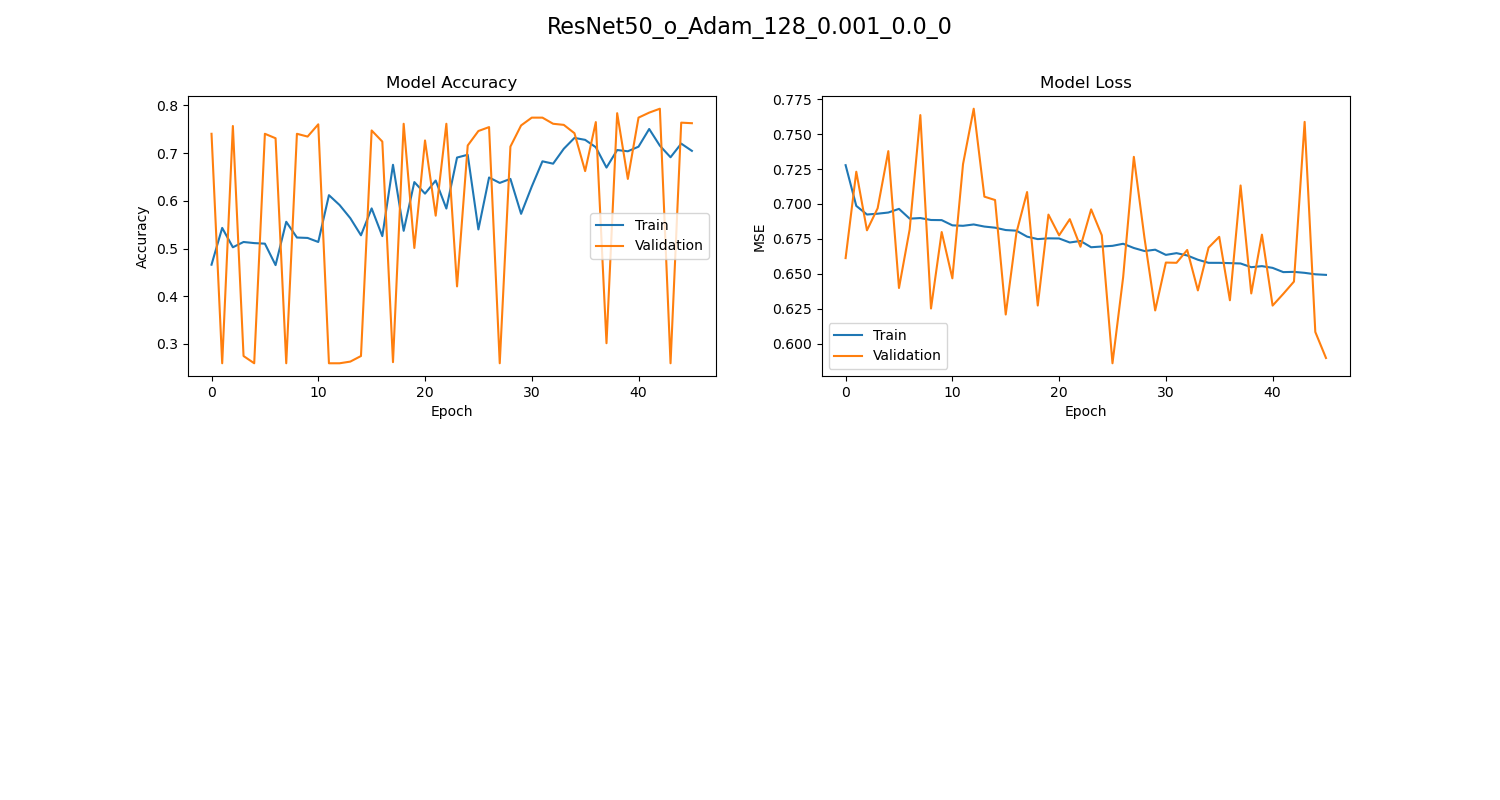 ResNet50_o_Adam_128_0.001_0.0_0
Model Accuracy
Accuracy
0.8
0.7
0.6
0.5
0.4
0.3
Train
Validation
0 10 20 30 40
Epoch
Model Loss
MSE
0.775
0.750
0.725
0.700
0.675
0.650
0.625
0.600
Train
Validation
0 10 20 30 40
Epoch